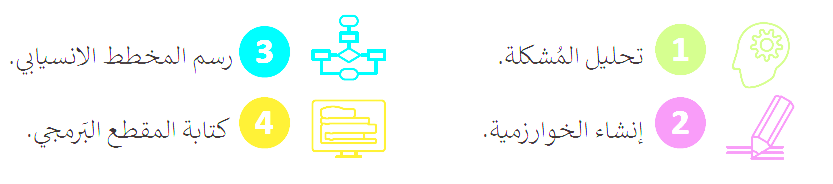 1 تحليل المُشكلة.
2 إنشاء الخوارزمية.
3 رسم المخطط الانسيابي.
4 كتابة المقطع البَرمجي.